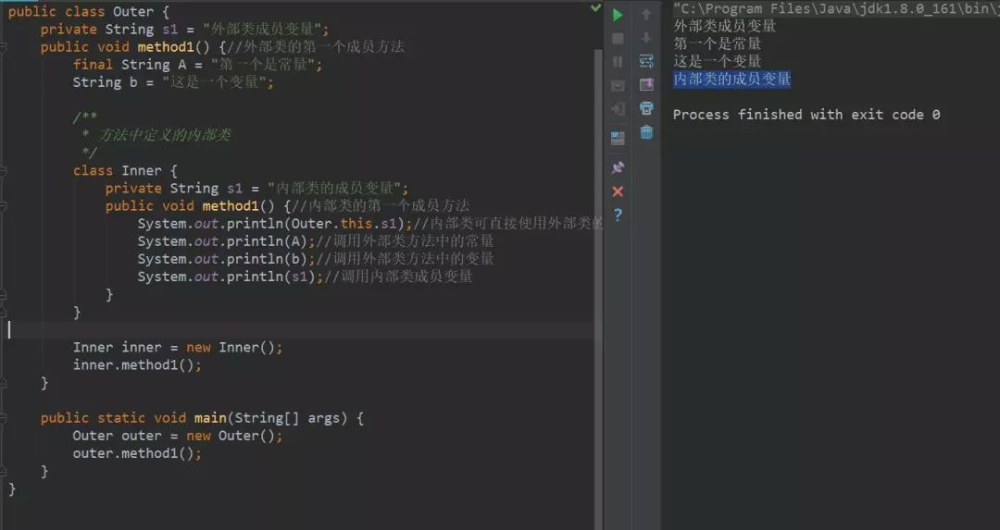 public class Outer {
    private String s1 = "外部类成员变量";
    public void method1() {//外部类的第一个成员方法
        final String A = "第一个是常量";
        String b = "这是一个变量";

        /**
         * 方法中定义的内部类
         */
        class Inner {
            private String s1 = "内部类的成员变量";
            public void method1() {//内部类的第一个成员方法
                System.out.println(Outer.this.s1);//内部类可直接使用外部类的
                System.out.println(A);//调用外部类方法中的常量
                System.out.println(b);//调用外部类方法中的变量
                System.out.println(s1);//调用内部类成员变量
            }
        }

        Inner inner = new Inner();
        inner.method1();
    }

    public static void main(String[] args) {
        Outer outer = new Outer();
        outer.method1();
    }
}
"C:\Program Files\Java\jdk1.8.0_161\bin\
外部类成员变量
第一个是常量
这是一个变量
内部类的成员变量

Process finished with exit code 0